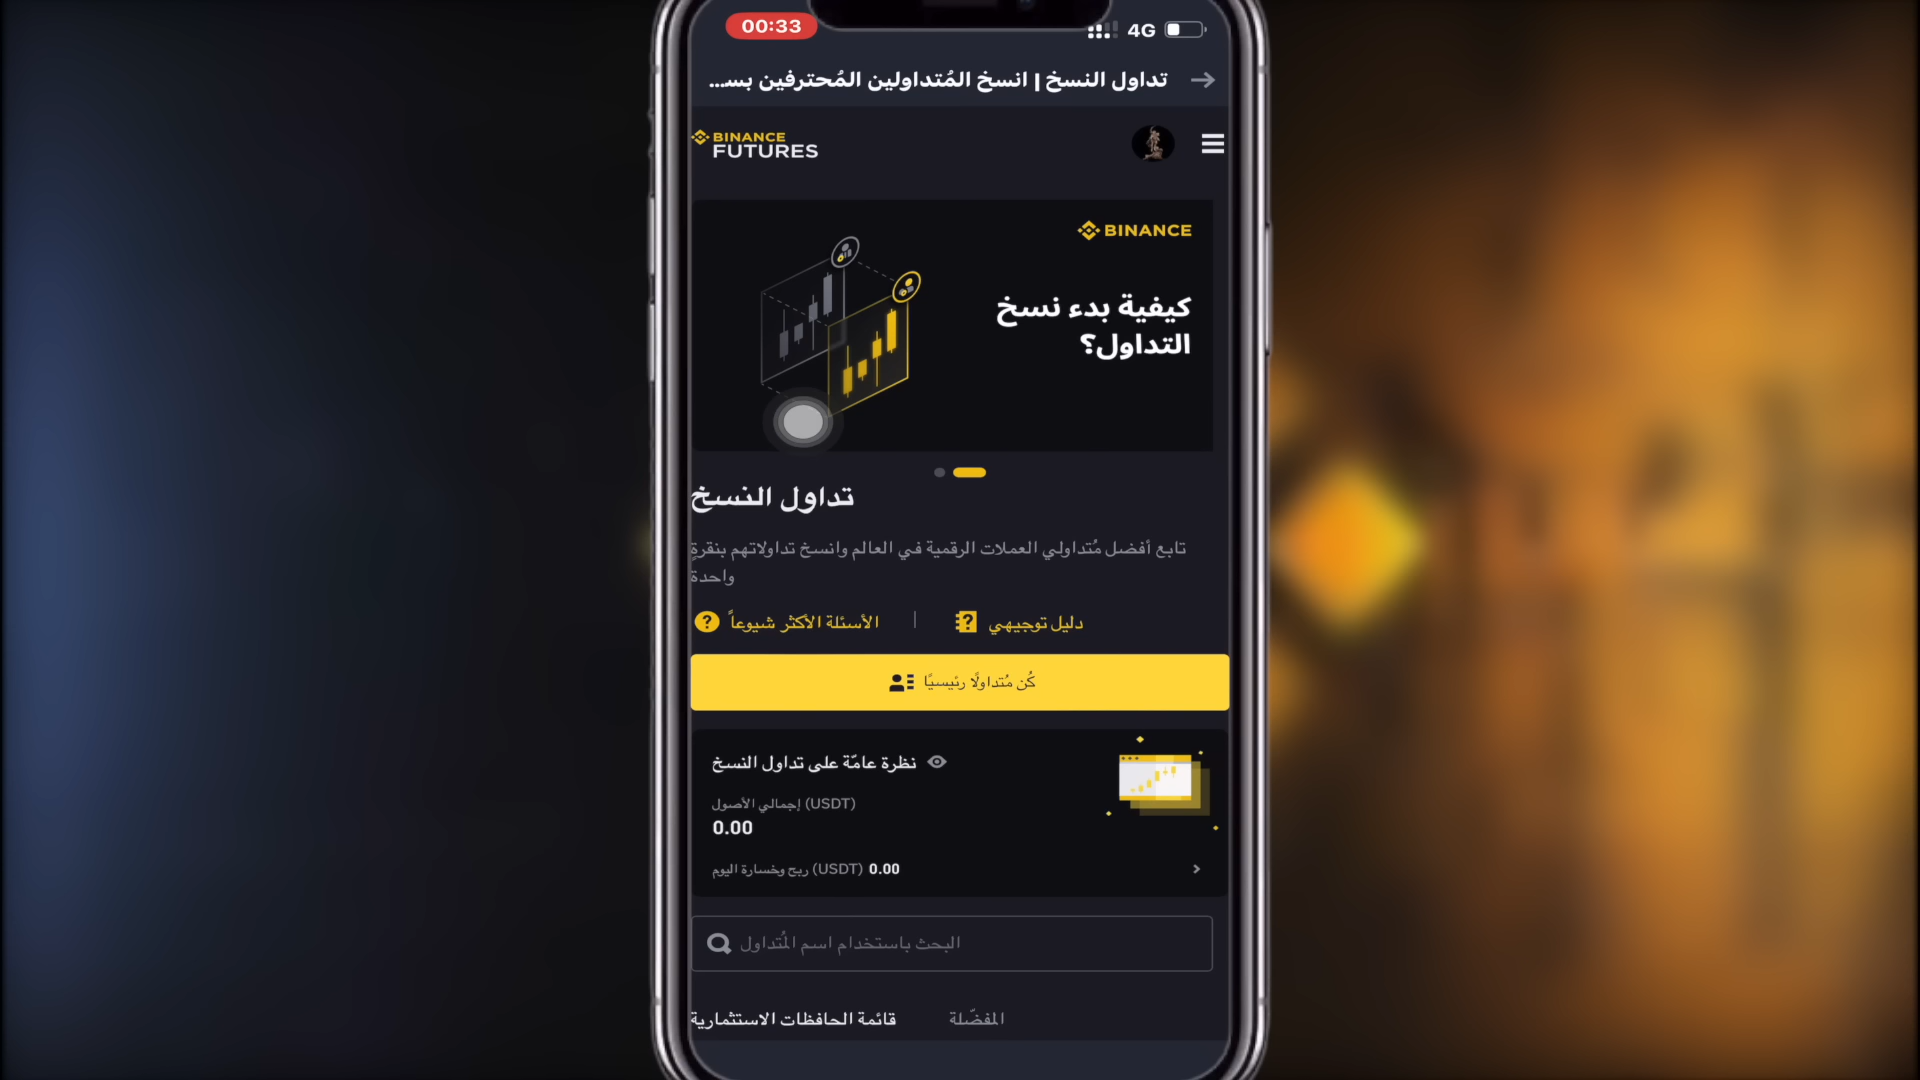 00:33
4G
تداول النسخ | انسخ المُتداولين المُحترفين بسـ...
BINANCE
FUTURES
BINANCE
كيفية بدء نسخ
التداول؟
تداول النسخ
تابع أفضل مُتداولي العملات الرقمية في العالم وانسخ تداولاتهم بنقرةٍ
واحدة
الأسئلة الأكثر شيوعاً | دليل توجيهي
كُن مُتداولًا رئيسيًا
نظرة عامّة على تداول النسخ
إجمالي الأصول (USDT)
0.00
ربح وخسارة اليوم (USDT) 0.00
البحث باستخدام اسم المُتداول
قائمة الحافظات الاستثمارية المفضّلة